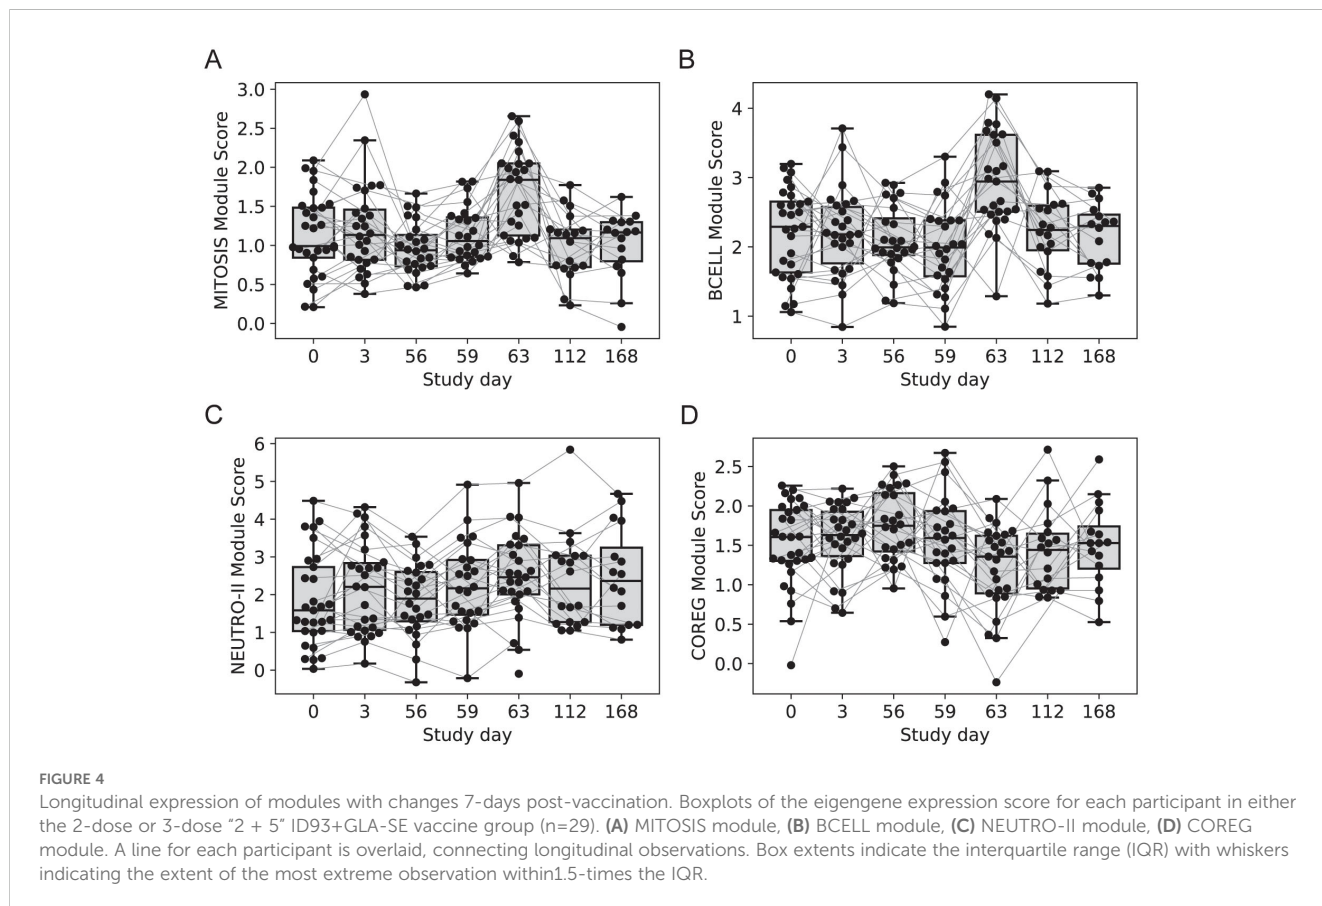 A
B
3.0
2.5
2.0
1.5
1.0
0.5
0.0
MITOSIS Module Score
0 3 56 59 63 112 168
Study day
4
3
2
1
BCELL Module Score
0 3 56 59 63 112 168
Study day
C
D
6
5
4
3
2
1
0
NEUTRO-II Module Score
0 3 56 59 63 112 168
Study day
2.5
2.0
1.5
1.0
0.5
0.0
COREG Module Score
0 3 56 59 63 112 168
Study day
FIGURE 4
Longitudinal expression of modules with changes 7-days post-vaccination. Boxplots of the eigengene expression score for each participant in either
the 2-dose or 3-dose “2 + 5” ID93+GLA-SE vaccine group (n=29). (A) MITOSIS module, (B) BCELL module, (C) NEUTRO-II module, (D) COREG
module. A line for each participant is overlaid, connecting longitudinal observations. Box extents indicate the interquartile range (IQR) with whiskers
indicating the extent of the most extreme observation within1.5-times the IQR.